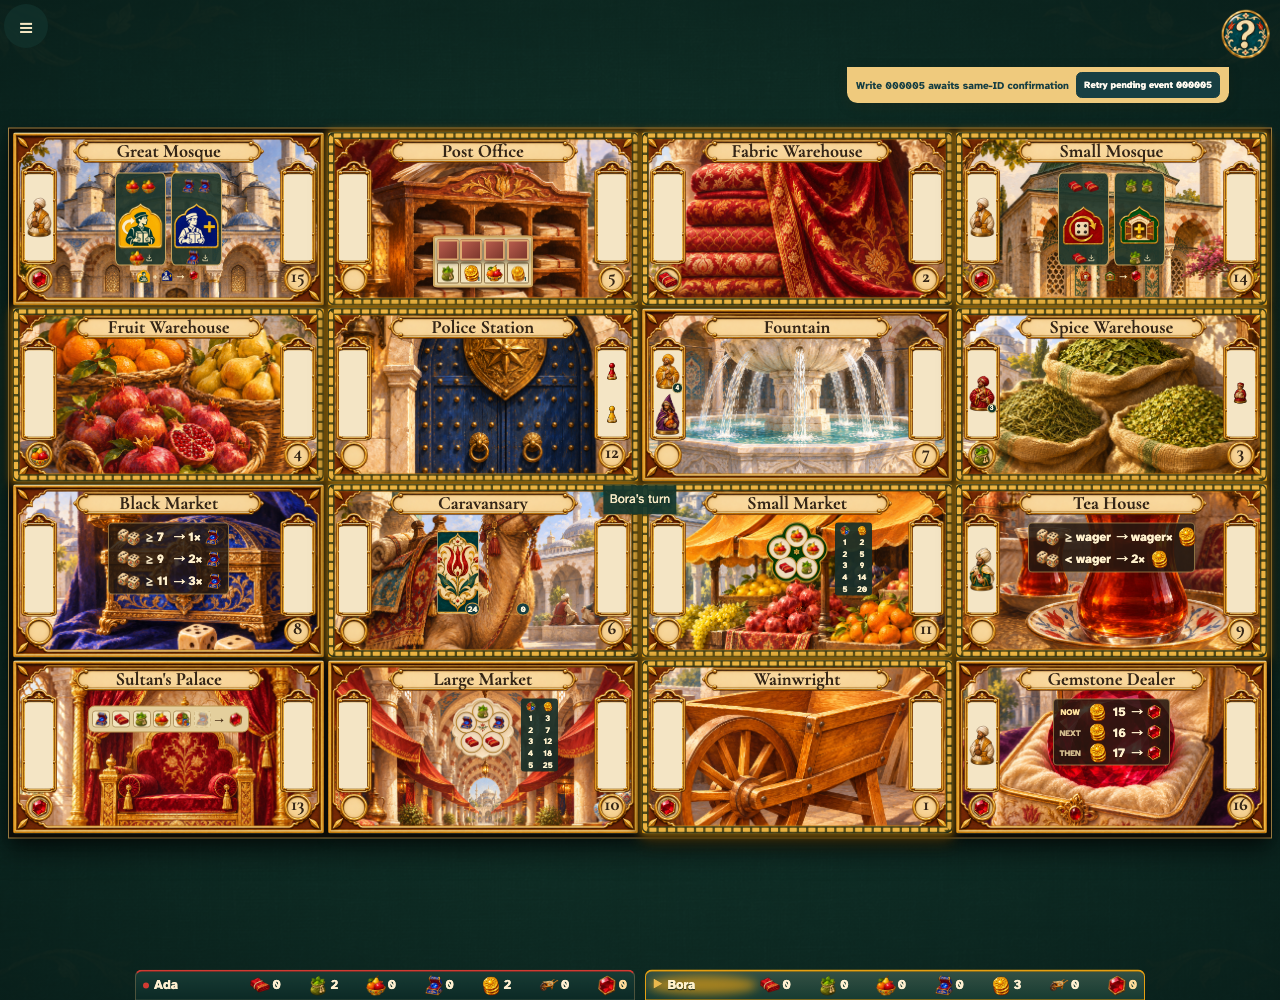 ?
Write 000005 awaits same-ID confirmation
Retry pending event 000005
Great Mosque
15
Post Office
5
Fabric Warehouse
2
Small Mosque
14
Fruit Warehouse
4
Police Station
12
Fountain
4
7
Spice Warehouse
3
3
Black Market
≥ 7 → 1×
≥ 9 → 2×
≥ 11 → 3×
8
Caravansary
24
0
6
Bora's turn
Small Market
1 2
2 5
3 9
4 14
5 20
11
Tea House
≥ wager → wager×
< wager → 2×
9
Sultan's Palace
→
13
Large Market
1 3
2 7
3 12
4 18
5 25
10
Wainwright
1
Gemstone Dealer
NOW 15 →
NEXT 16 →
THEN 17 →
16
Ada 0 2 0 0 2 0 0
Bora 0 0 0 0 3 0 0